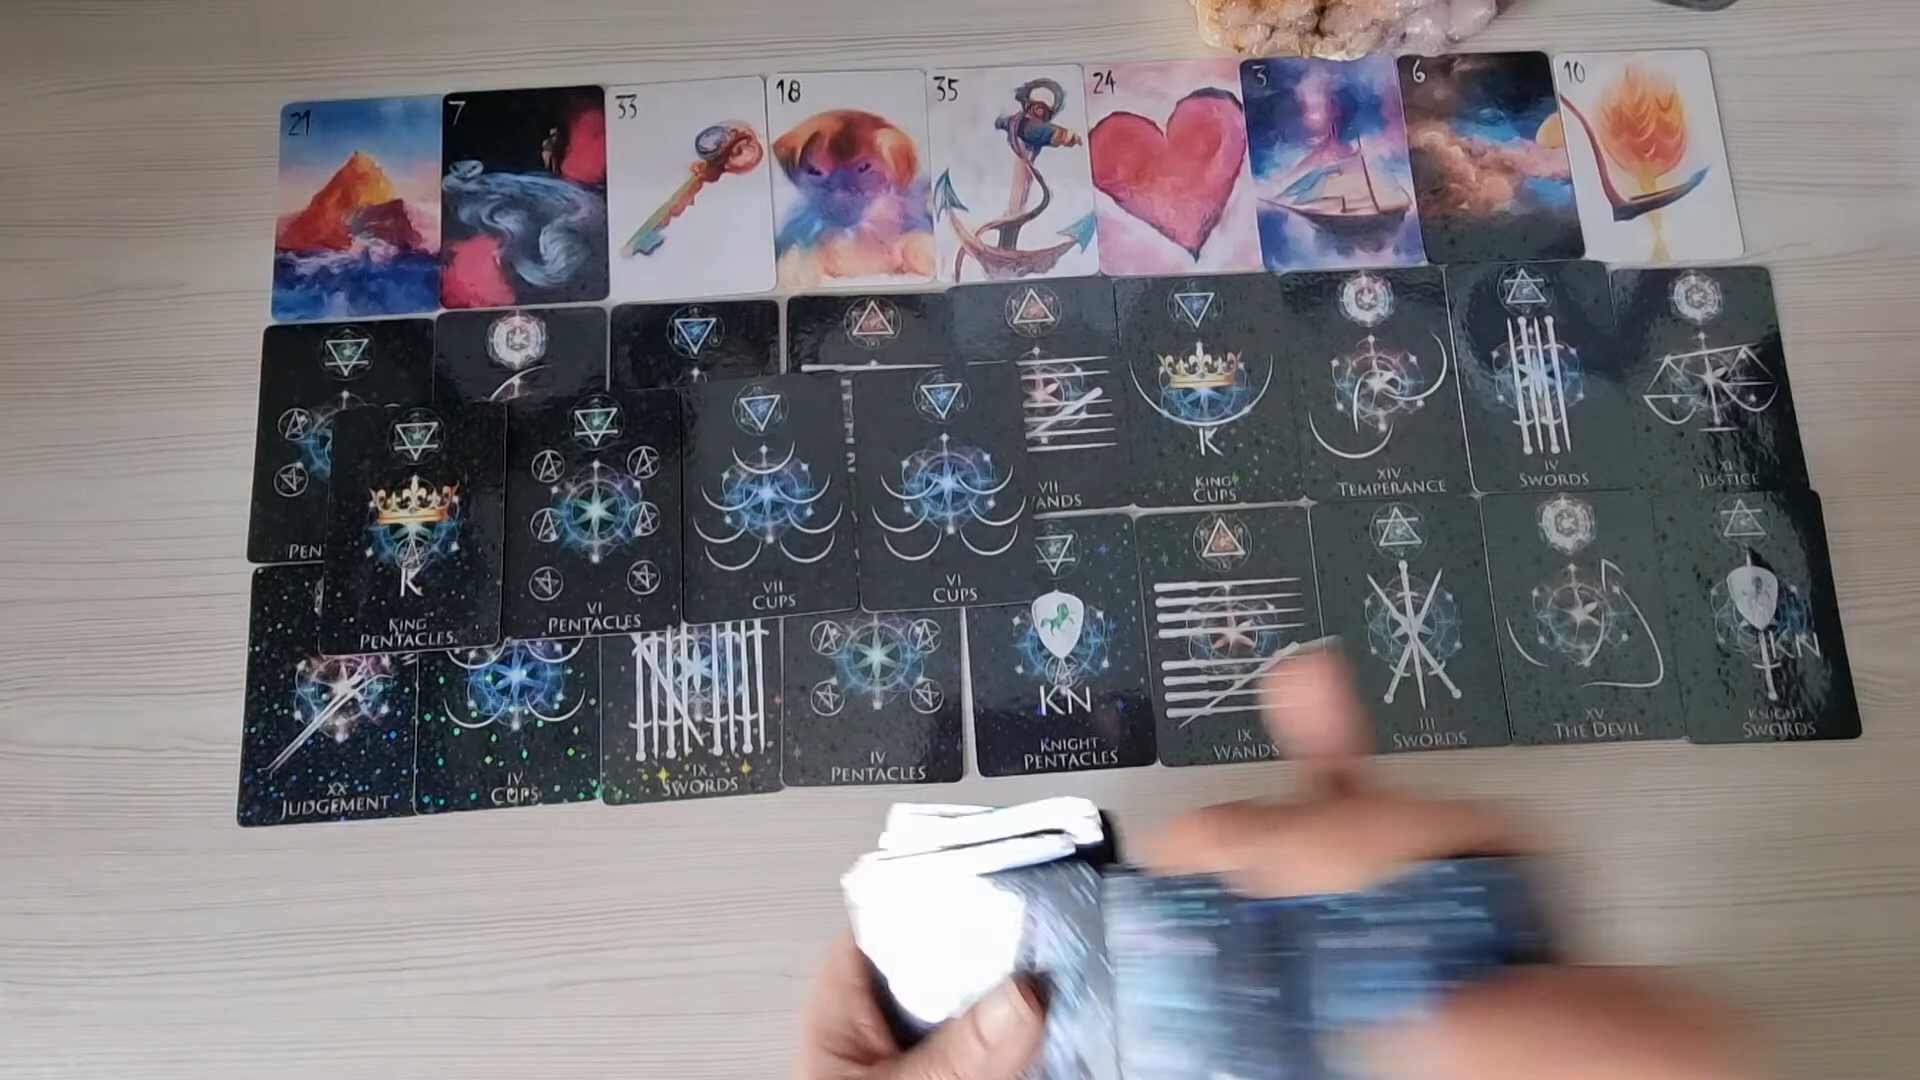 21
7
33
18
35
24
3
6
10
VII
WANDS
KING
K
CUPS
XIV
TEMPERANCE
IV
SWORDS
XI
JUSTICE
PEN
K
KING
PENTACLES
VI
PENTACLES
VII
CUPS
VI
CUPS
XX
JUDGEMENT
IV
CUPS
IX
SWORDS
IV
PENTACLES
KN
KNIGHT
PENTACLES
IX
WANDS
III
SWORDS
XV
THE DEVIL
KN
KNIGHT
SWORDS